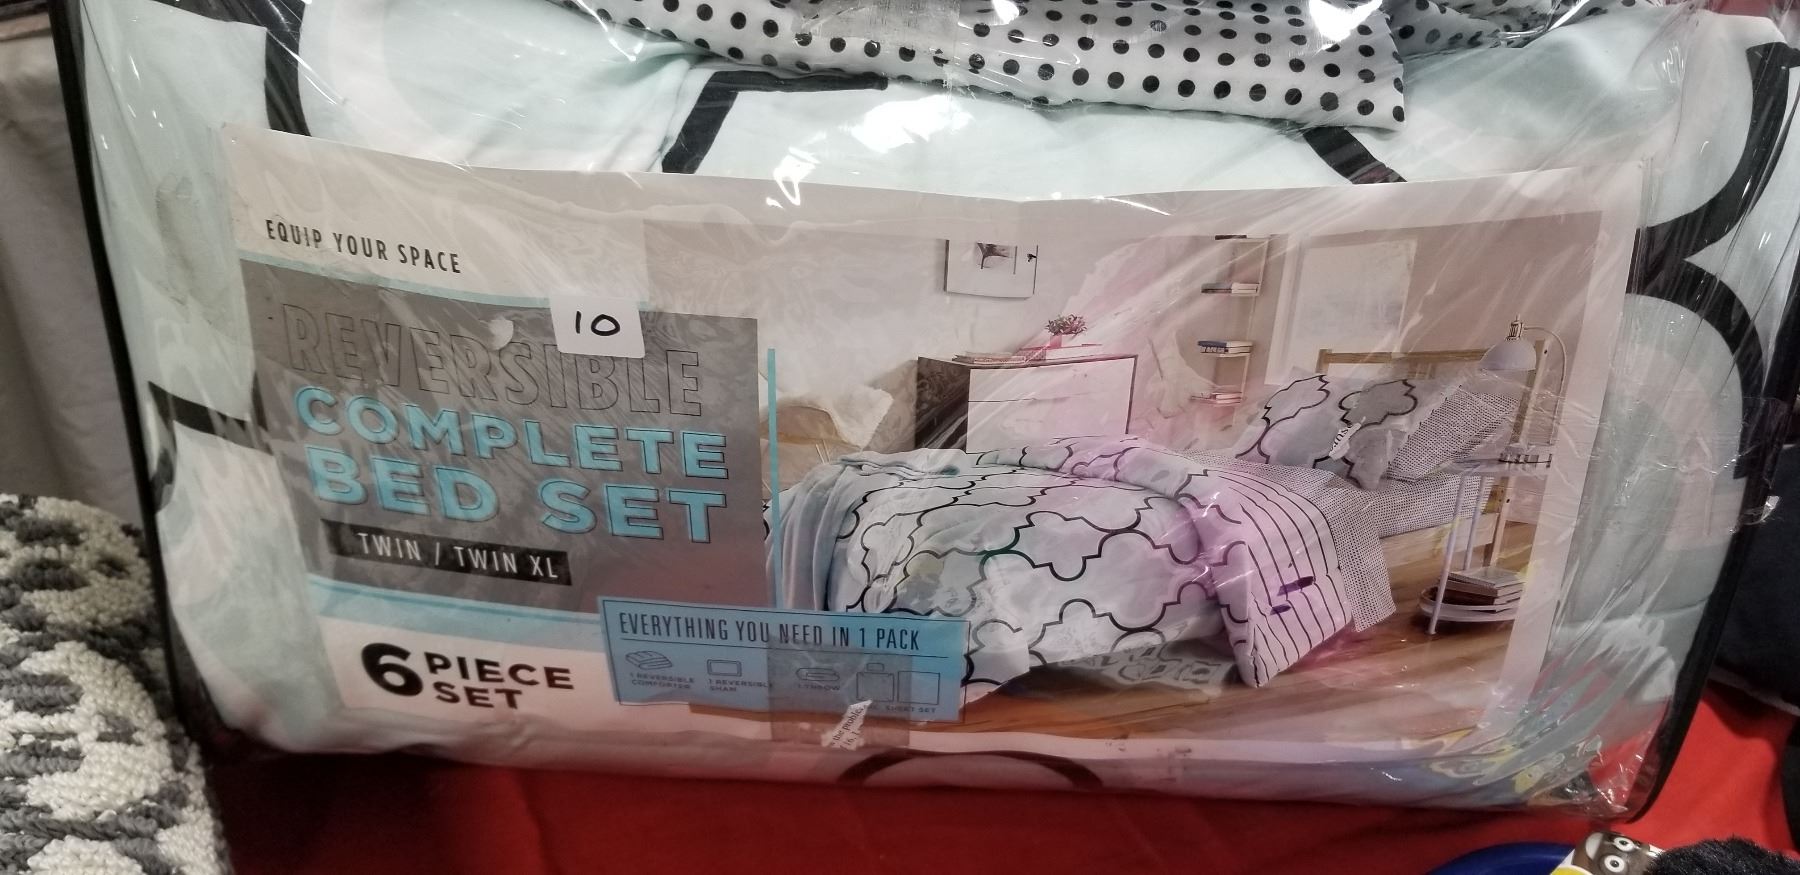 EQUIP YOUR SPACE
10
REVERSIBLE
COMPLETE
BED SET
TWIN / TWIN XL
6 PIECE
SET
EVERYTHING YOU NEED IN 1 PACK
1 REVERSIBLE
COMFORTER
1 REVERSIBLE
SHAM
1 THROW
SHEET SET